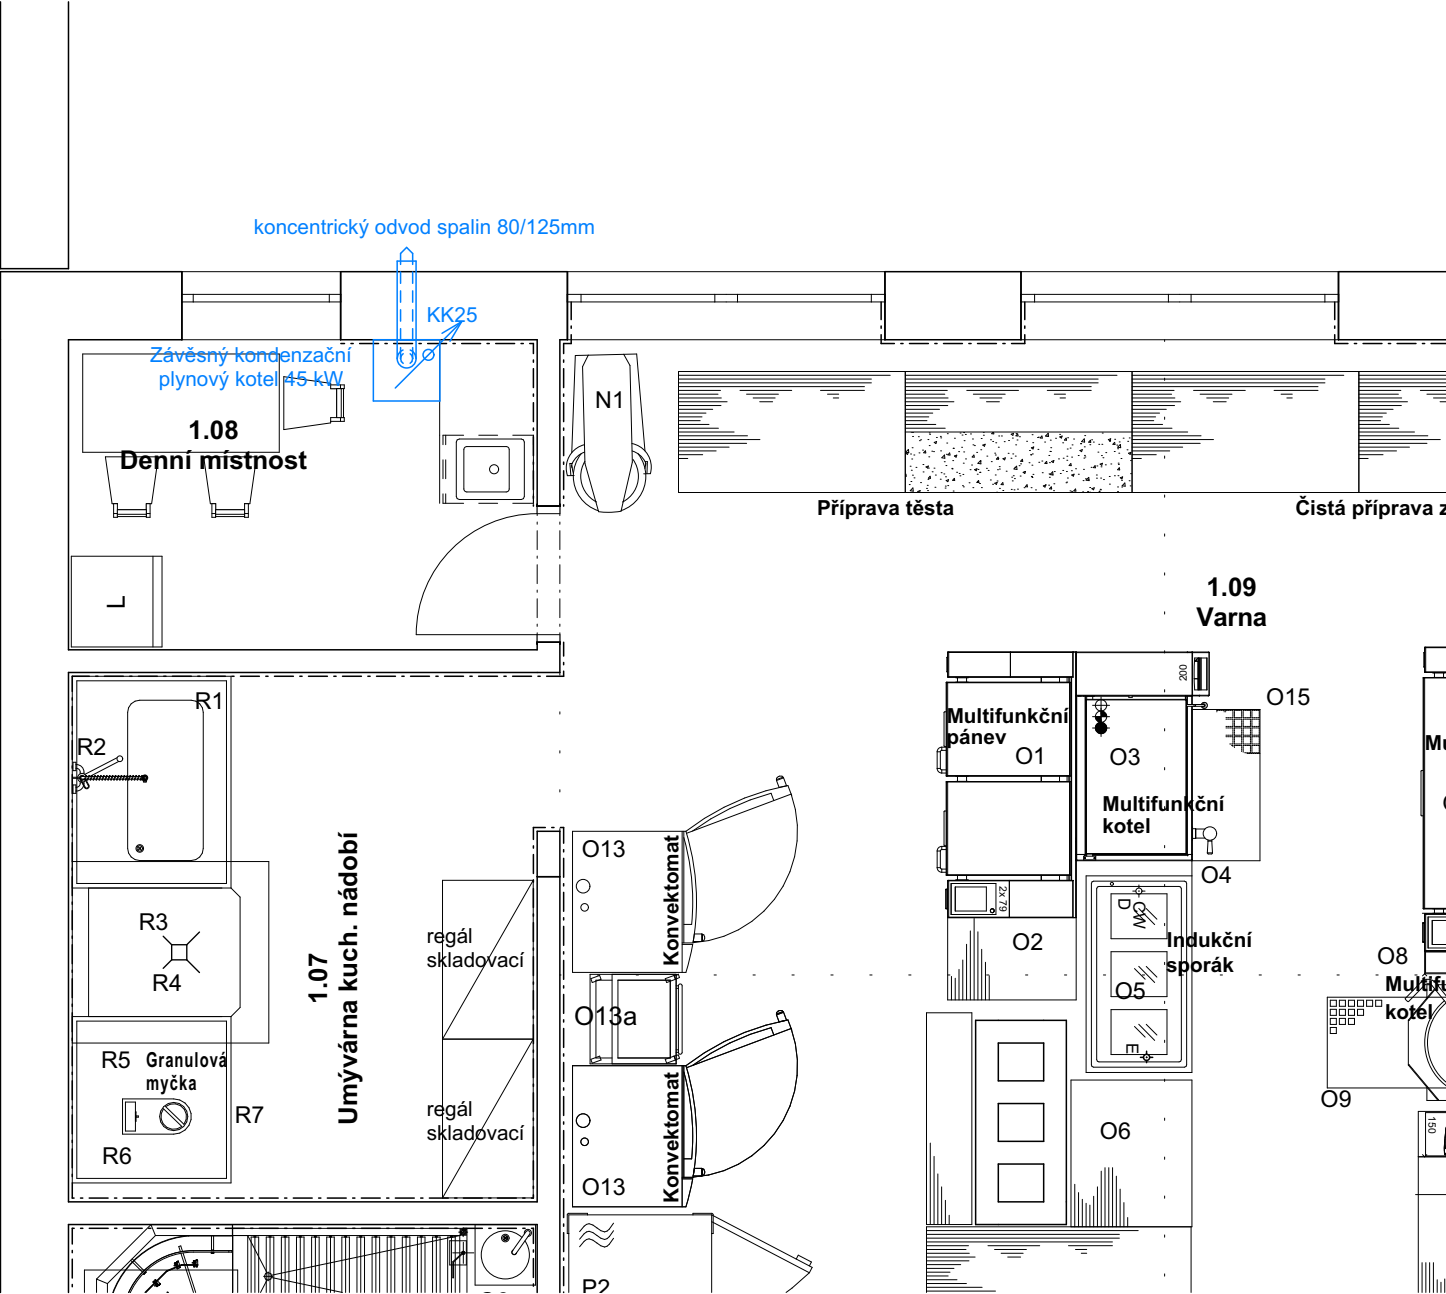 koncentrický odvod spalin 80/125mm
KK25
Závěsný kondenzační
plynový kotel 45 kW
1.08
Denní místnost
L
N1
Příprava těsta
Čistá příprava z
1.09
Varna
R1
R2
R3
R4
R5
Granulová
myčka
R6
R7
1.07
Umývárna kuch. nádobí
regál
skladovací
regál
skladovací
O13
Konvektomat
O13a
O13
Konvektomat
P2
Multifunkční
pánev
O1
O3
200
O15
Multifunkční
kotel
O4
2x 79
O2
CW
D
Indukční
sporák
O5
E
O6
Mu
O8
Multifu
kotel
O9
150